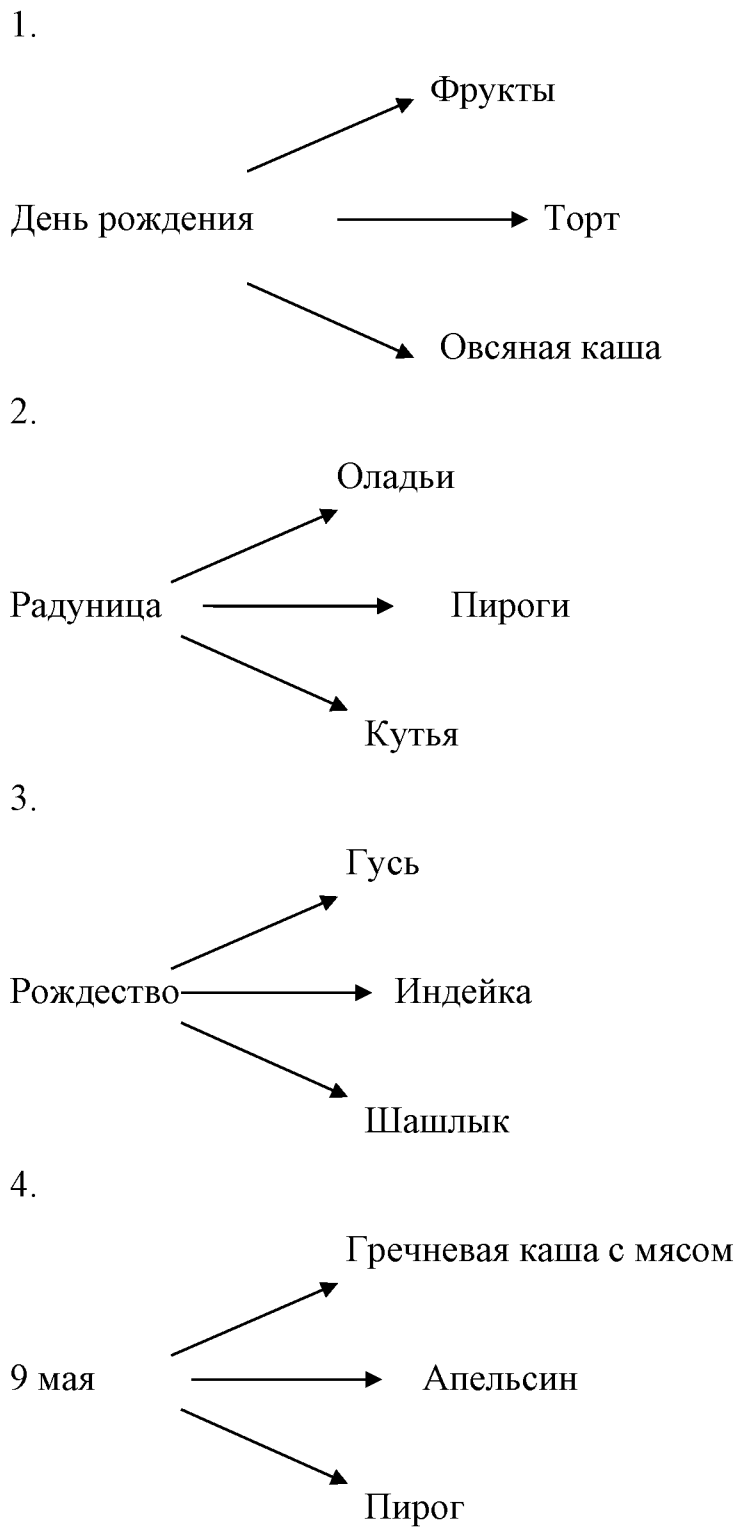 1.
Фрукты
День рождения Торт
Овсяная каша
2.
Оладьи
Радуница Пироги
Кутья
3.
Гусь
Рождество Индейка
Шашлык
4.
Гречневая каша с мясом
9 мая Апельсин
Пирог